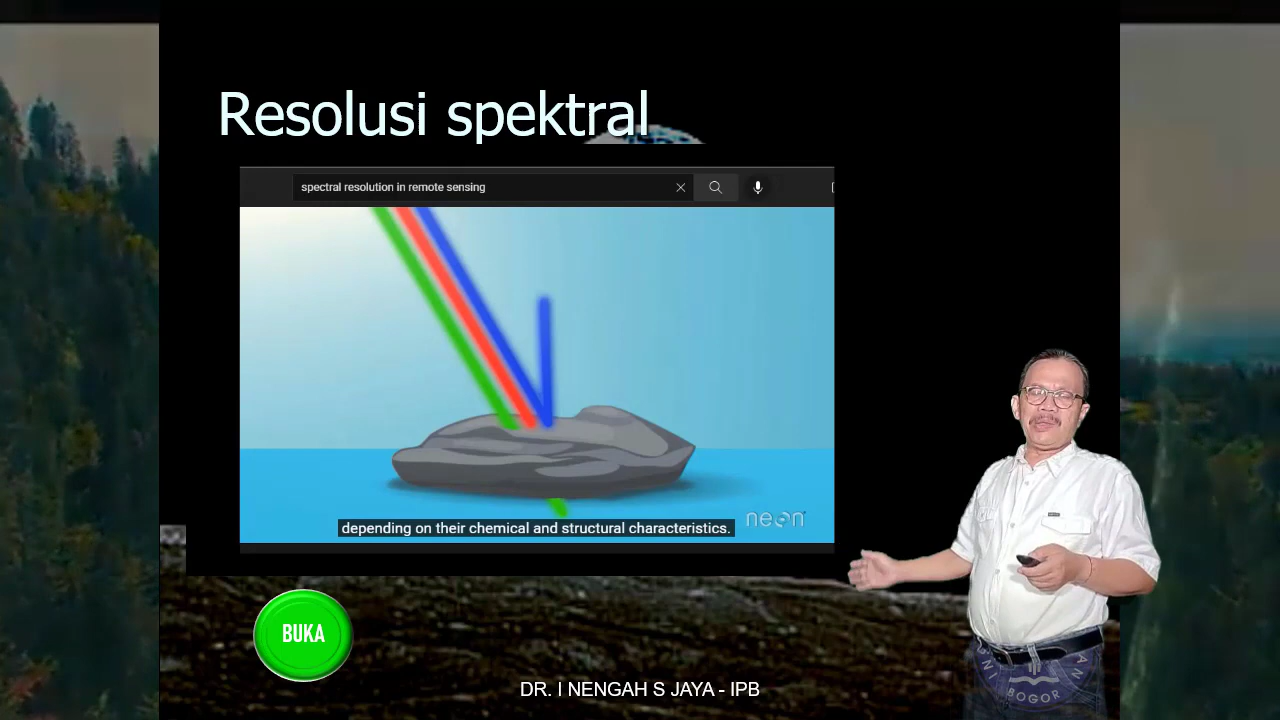 Resolusi spektral
spectral resolution in remote sensing
depending on their chemical and structural characteristics.
neon
BUKA
DR. I NENGAH S JAYA - IPB
BOGOR